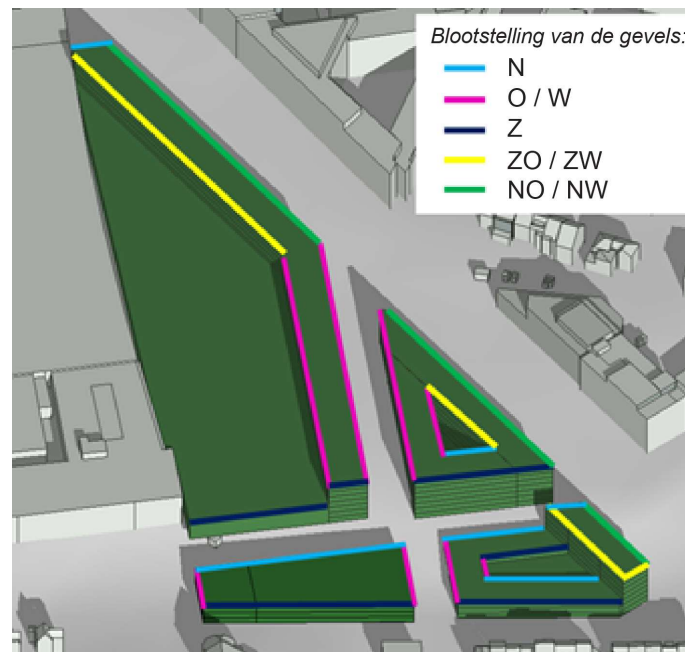 Blootstelling van de gevels:
N
O / W
Z
ZO / ZW
NO / NW